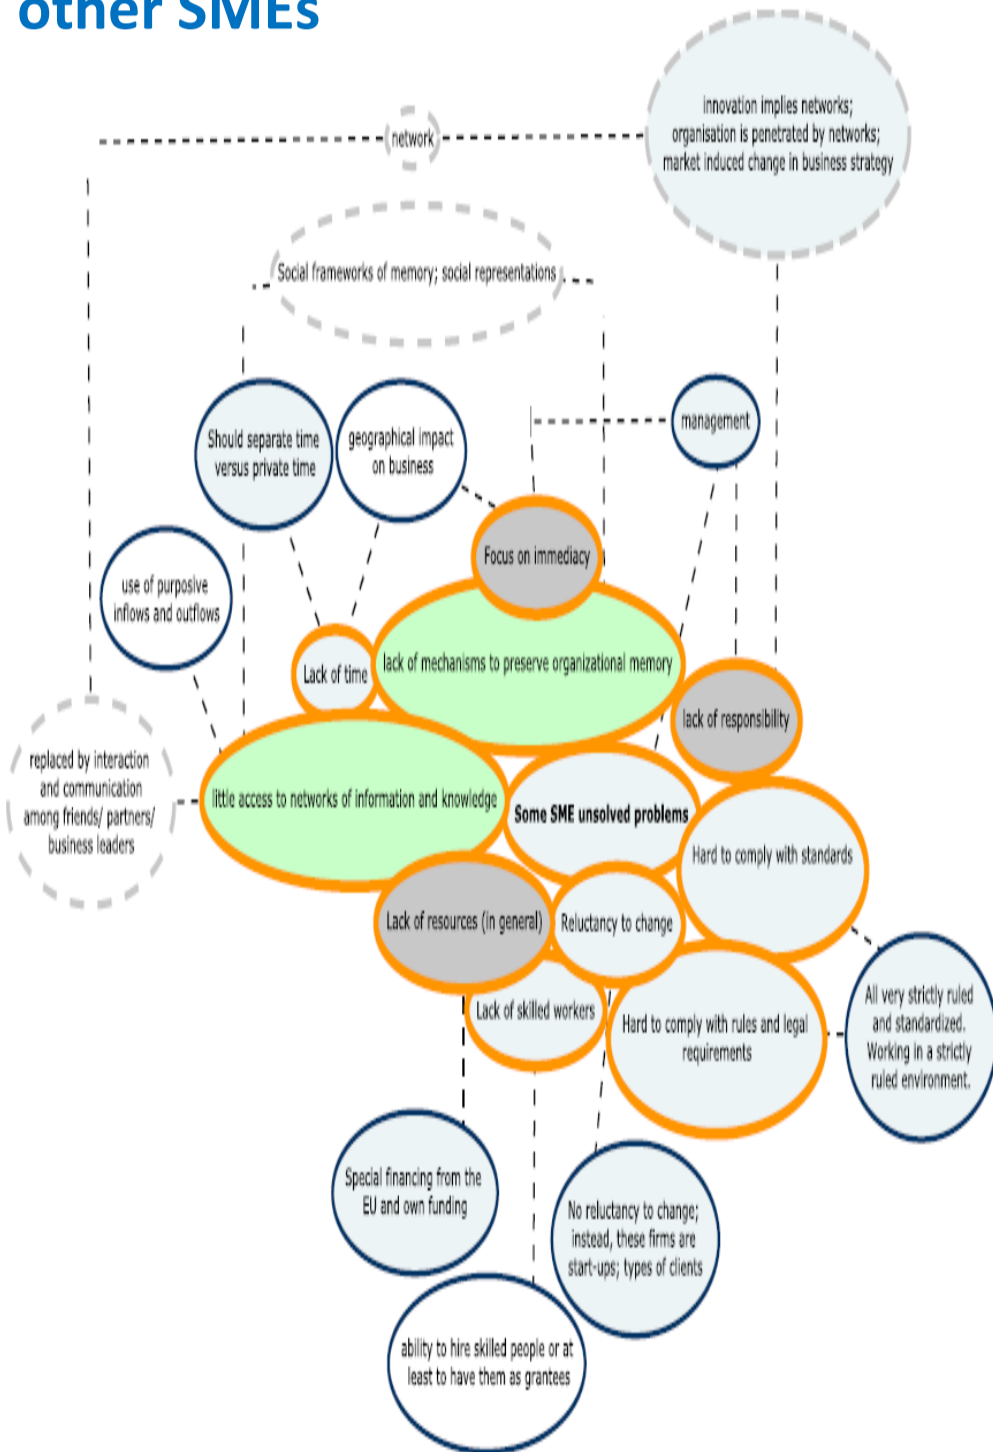 other SMEs
innovation implies networks;
organisation is penetrated by networks;
market induced change in business strategy
network
Social frameworks of memory; social representations
management
Should separate time
versus private time
geographical impact
on business
Focus on immediacy
use of purposive
inflows and outflows
Lack of time
lack of mechanisms to preserve organizational memory
lack of responsibility
replaced by interaction
and communication
among friends/ partners/
business leaders
little access to networks of information and knowledge
Some SME unsolved problems
Hard to comply with standards
Lack of resources (in general)
Reluctancy to change
Lack of skilled workers
Hard to comply with rules and legal
requirements
All very strictly ruled
and standardized.
Working in a strictly
ruled environment.
Special financing from the
EU and own funding
No reluctancy to change;
instead, these firms are
start-ups; types of clients
ability to hire skilled people or at
least to have them as grantees